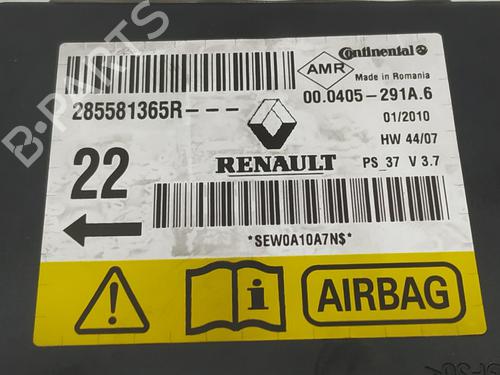 Continental
AMR
Made in Romania
285581365R---
00.0405-291A.6
01/2010
HW 44/07
RENAULT
PS_37 V 3.7
22
*SEW0A10A7N$*
i
AIRBAG
B-PARTS